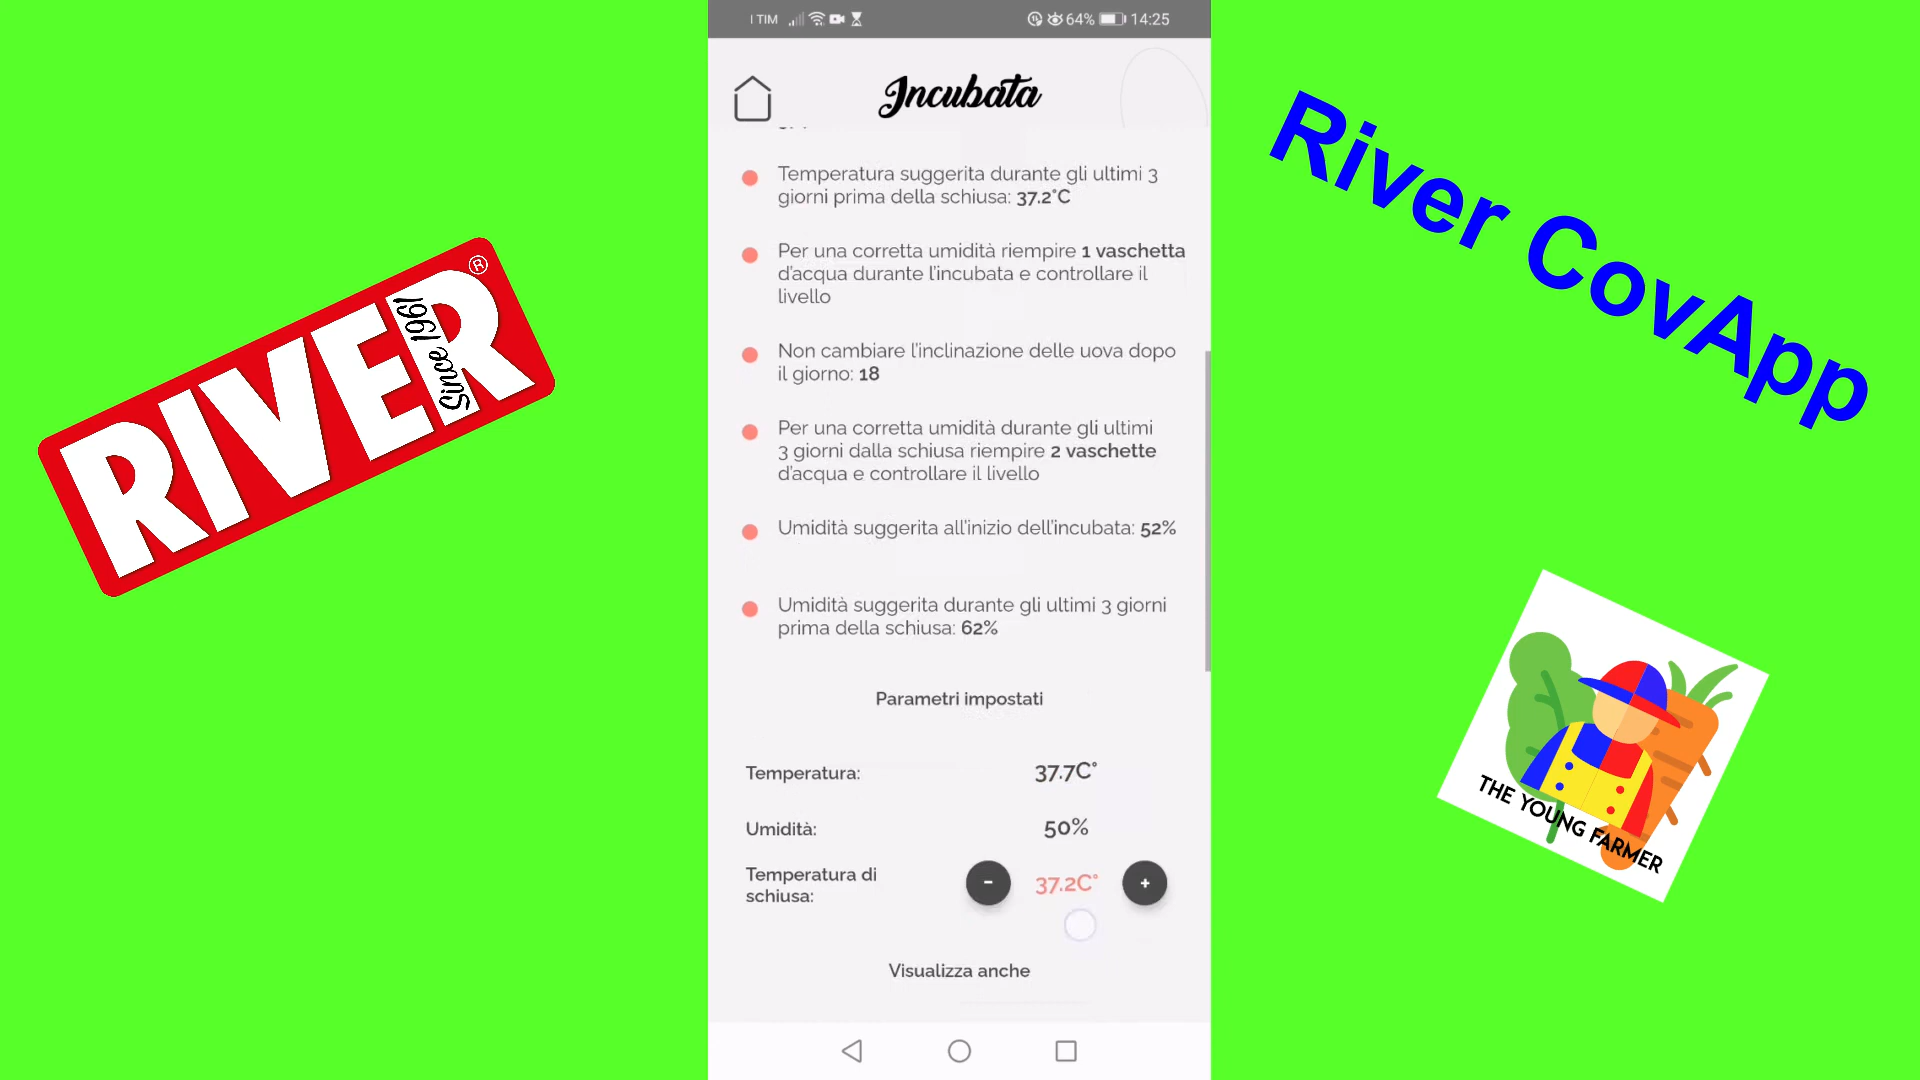 TIM
64% 14:25
Incubata
Temperatura suggerita durante gli ultimi 3
giorni prima della schiusa: 37.2°C
Per una corretta umidità riempire 1 vaschetta
d'acqua durante l'incubata e controllare il
livello
Non cambiare l'inclinazione delle uova dopo
il giorno: 18
Per una corretta umidità durante gli ultimi
3 giorni dalla schiusa riempire 2 vaschette
d'acqua e controllare il livello
Umidità suggerita all'inizio dell'incubata: 52%
Umidità suggerita durante gli ultimi 3 giorni
prima della schiusa: 62%
Parametri impostati
Temperatura: 37.7C°
Umidità: 50%
Temperatura di
schiusa: - 37.2C° +
Visualizza anche
RIVER ®
Since 1961
River CovApp
THE YOUNG FARMER